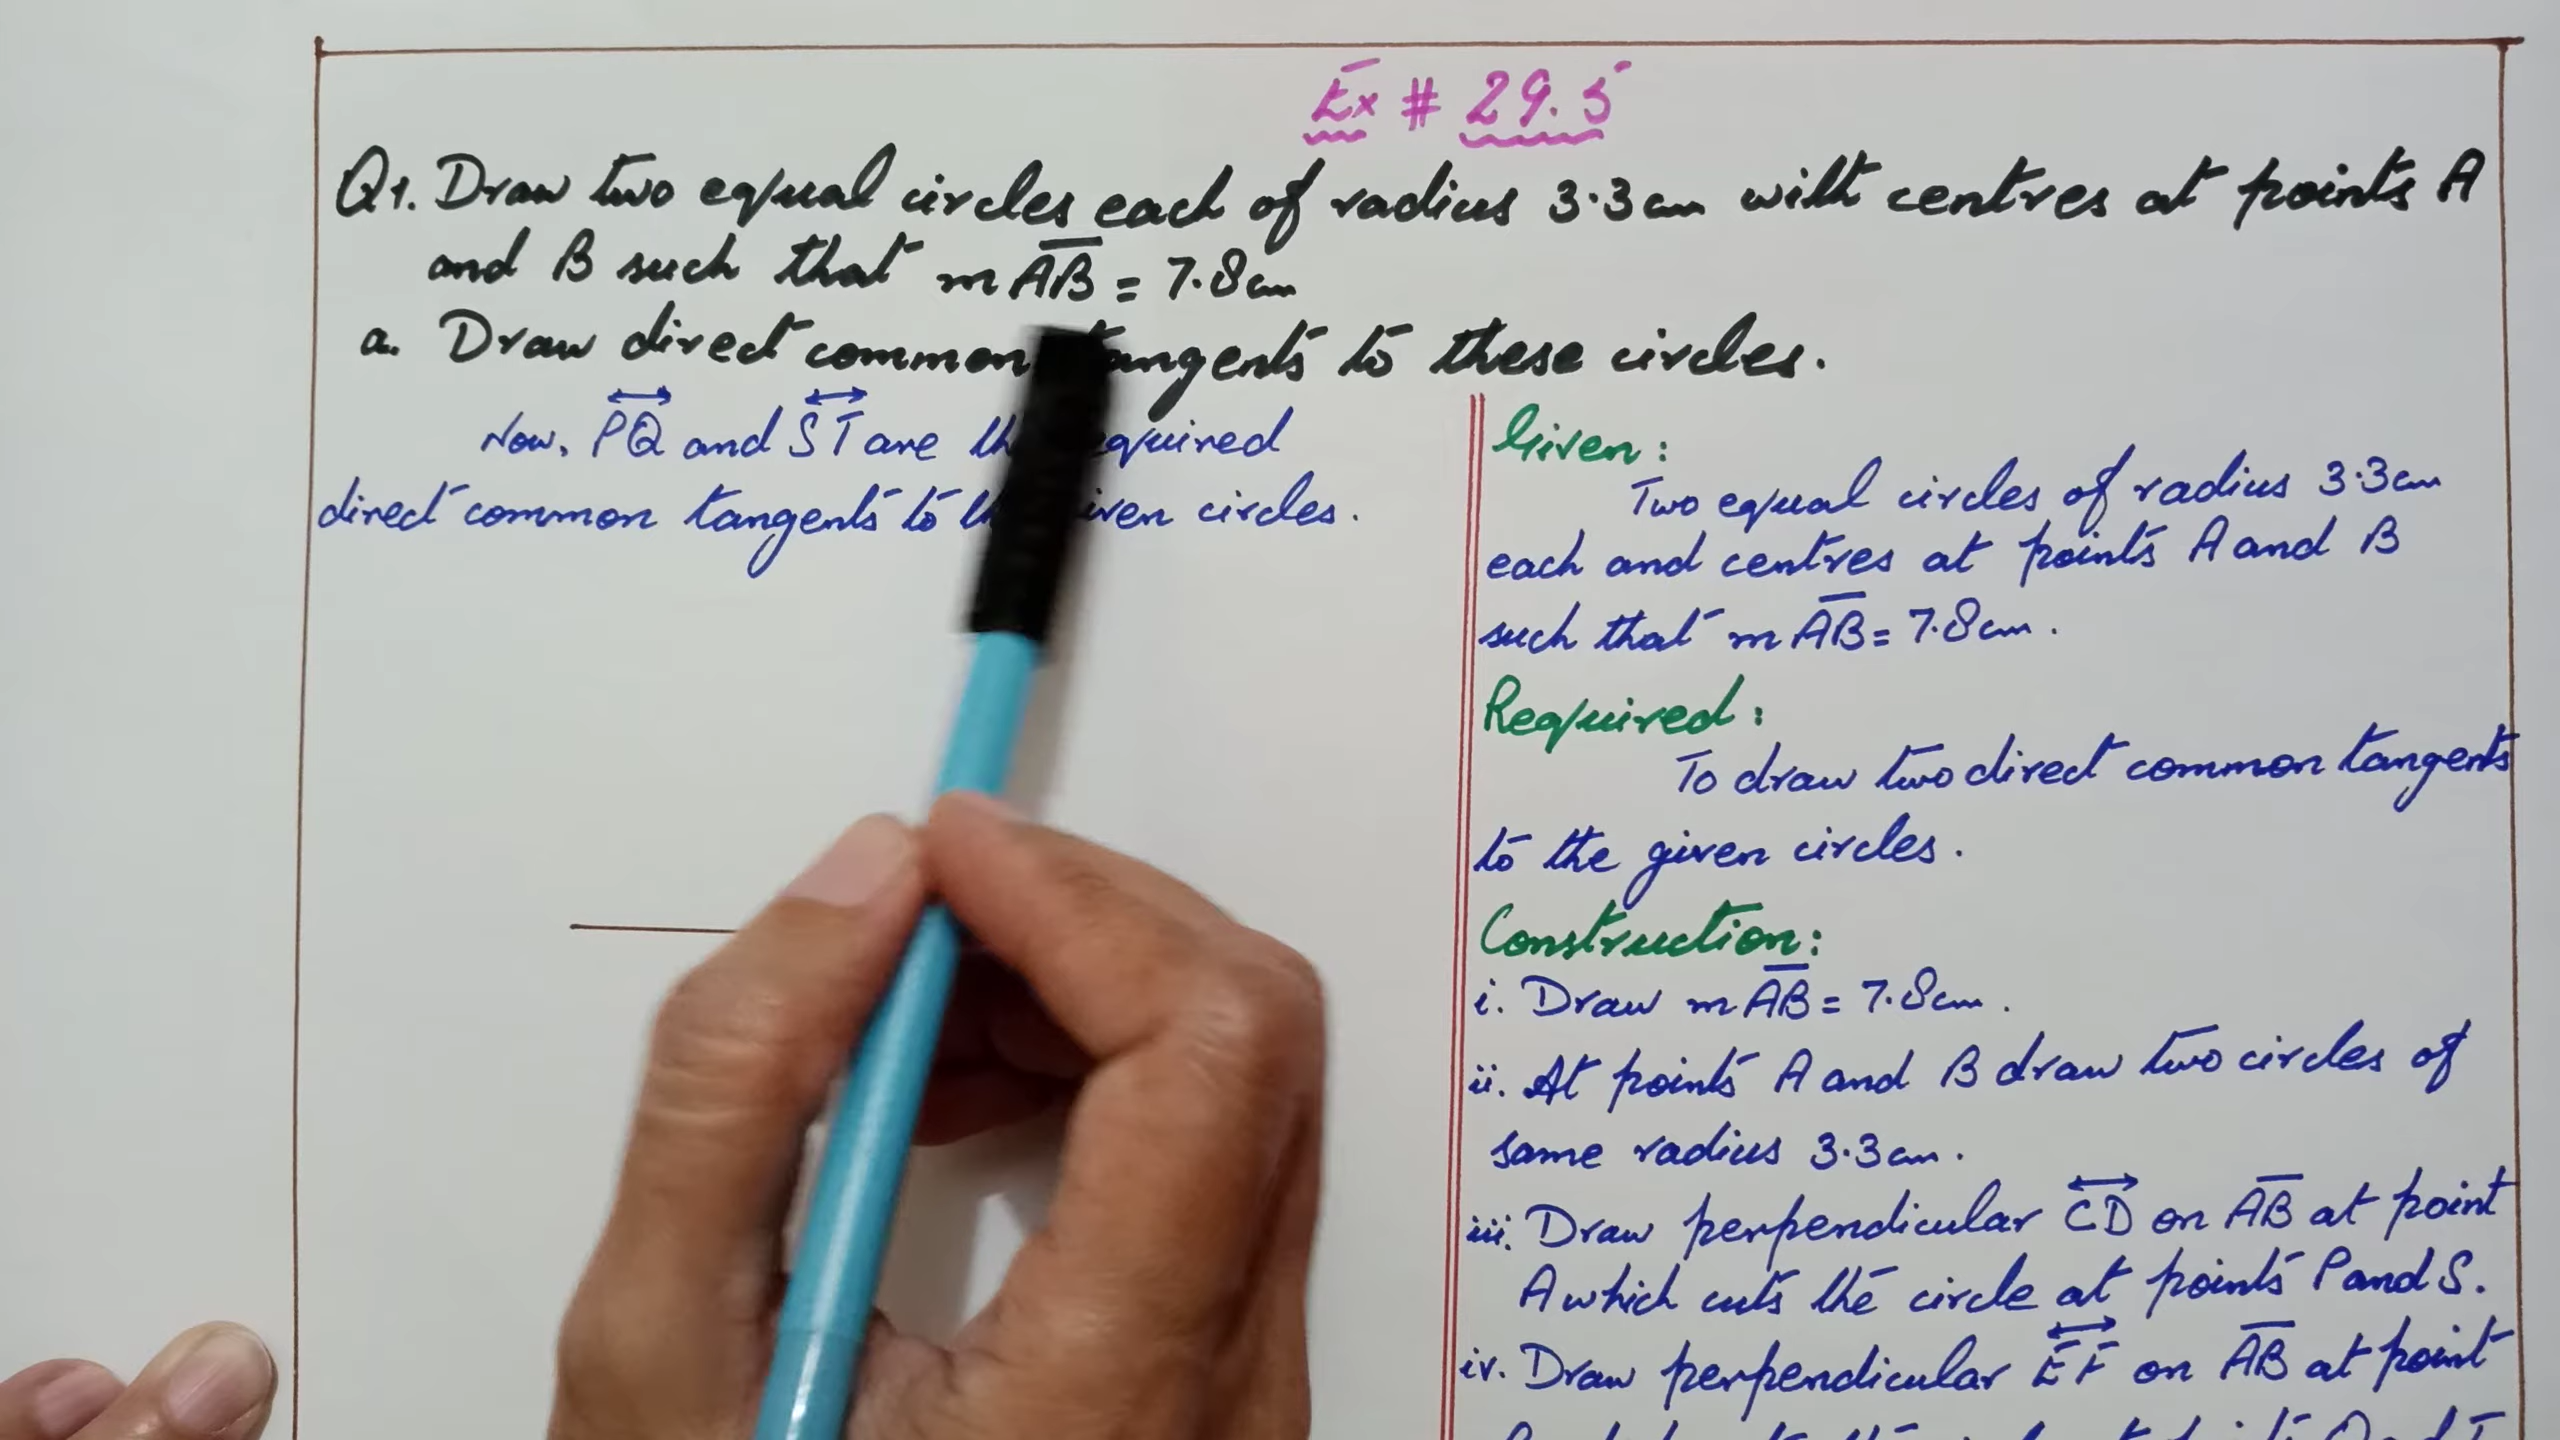 Ex # 29.5
Q1. Draw two equal circles each of radius 3.3cm with centres at points A
and B such that mAB = 7.8cm
a. Draw direct common tangents to these circles.
Now, PQ and ST are required
direct common tangents to given circles.
Given:
Two equal circles of radius 3.3cm
each and centres at points A and B
such that mAB = 7.8cm.
Required:
To draw two direct common tangents
to the given circles.
Construction:
i. Draw mAB = 7.8cm.
ii. At points A and B draw two circles of
same radius 3.3cm.
iii. Draw perpendicular CD on AB at point
A which cuts the circle at points P and S.
iv. Draw perpendicular EF on AB at point